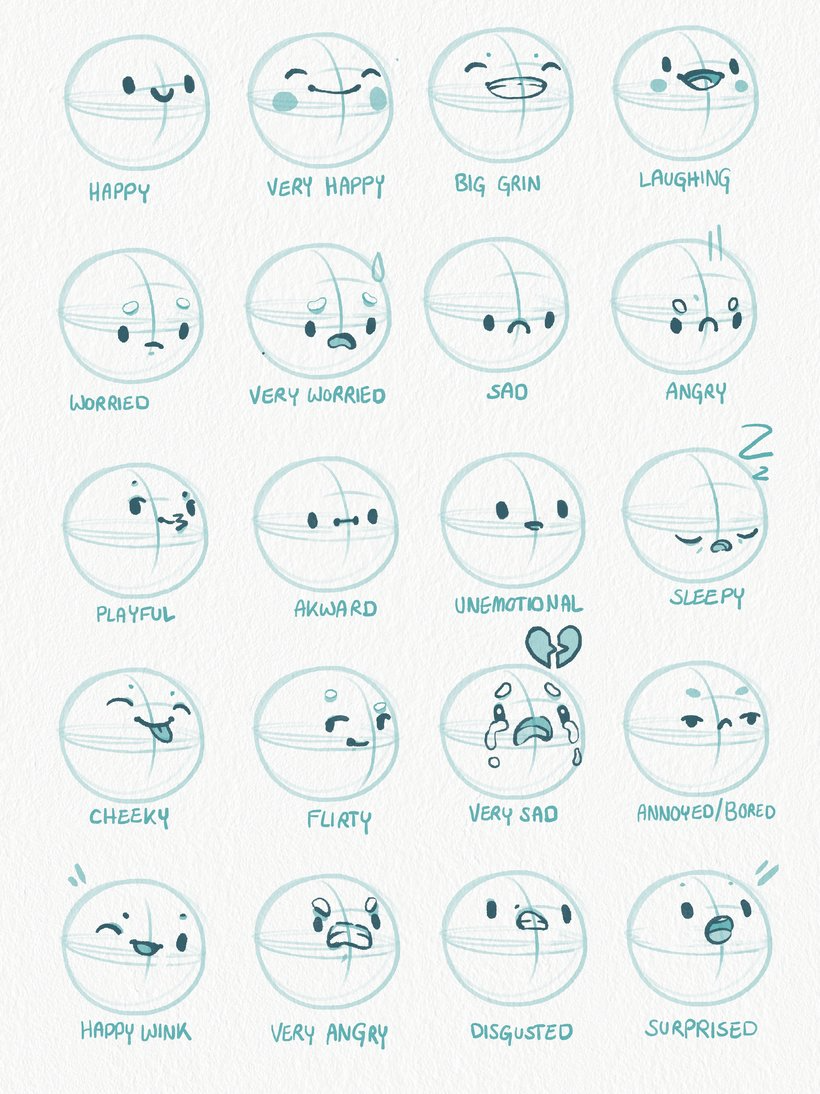 HAPPY
VERY HAPPY
BIG GRIN
LAUGHING
WORRIED
VERY WORRIED
SAD
ANGRY
Z
Z
PLAYFUL
AKWARD
UNEMOTIONAL
SLEEPY
CHEEKY
FLIRTY
VERY SAD
ANNOYED/BORED
HAPPY WINK
VERY ANGRY
DISGUSTED
SURPRISED